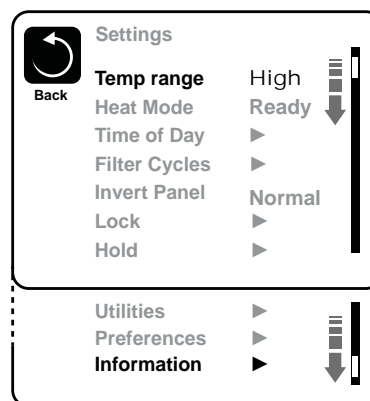 Settings
Back
Temp range High
Heat Mode Ready
Time of Day ►
Filter Cycles ►
Invert Panel Normal
Lock ►
Hold ►
Utilities ►
Preferences ►
Information ►